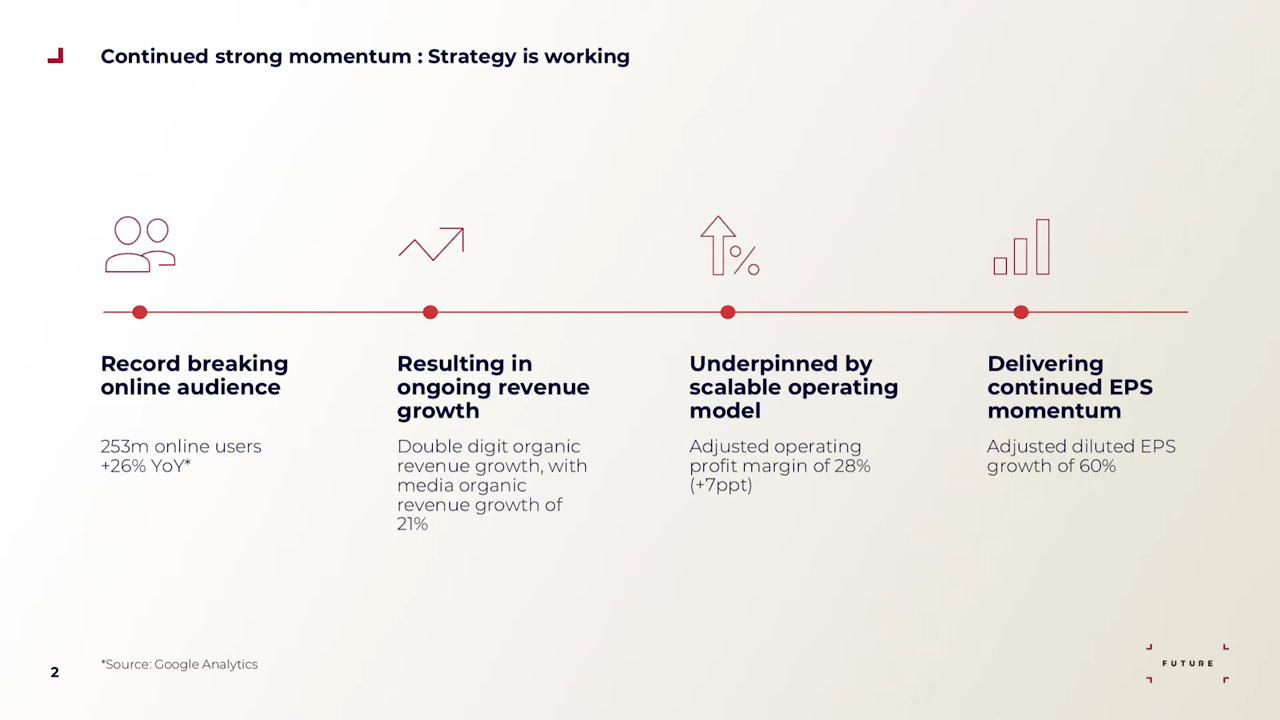 Continued strong momentum : Strategy is working
Record breaking
online audience
253m online users
+26% YoY*
Resulting in
ongoing revenue
growth
Double digit organic
revenue growth, with
media organic
revenue growth of
21%
Underpinned by
scalable operating
model
Adjusted operating
profit margin of 28%
(+7ppt)
Delivering
continued EPS
momentum
Adjusted diluted EPS
growth of 60%
2
*Source: Google Analytics
FUTURE